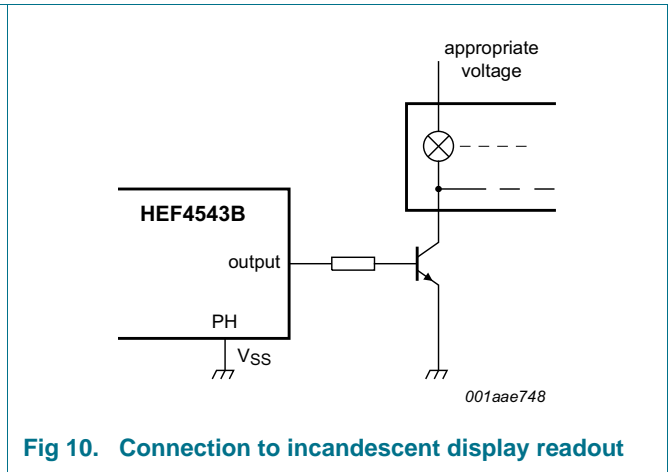 appropriate
voltage
HEF4543B
output
PH
VSS
001aae748
Fig 10. Connection to incandescent display readout